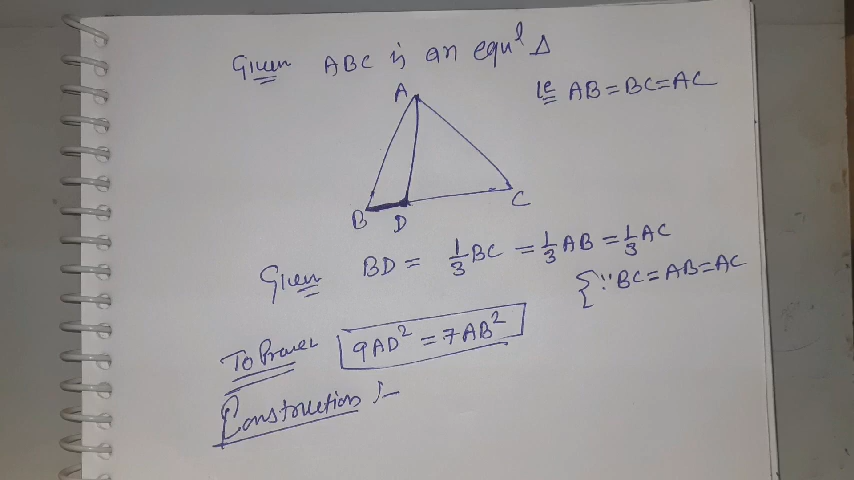 Given ABC is an equl Δ
ie AB=BC=AC
A
B
D
C
Given BD = 1/3 BC = 1/3 AB = 1/3 AC
{∵ BC=AB=AC
To Prove 9AD² = 7AB²
Construction :-